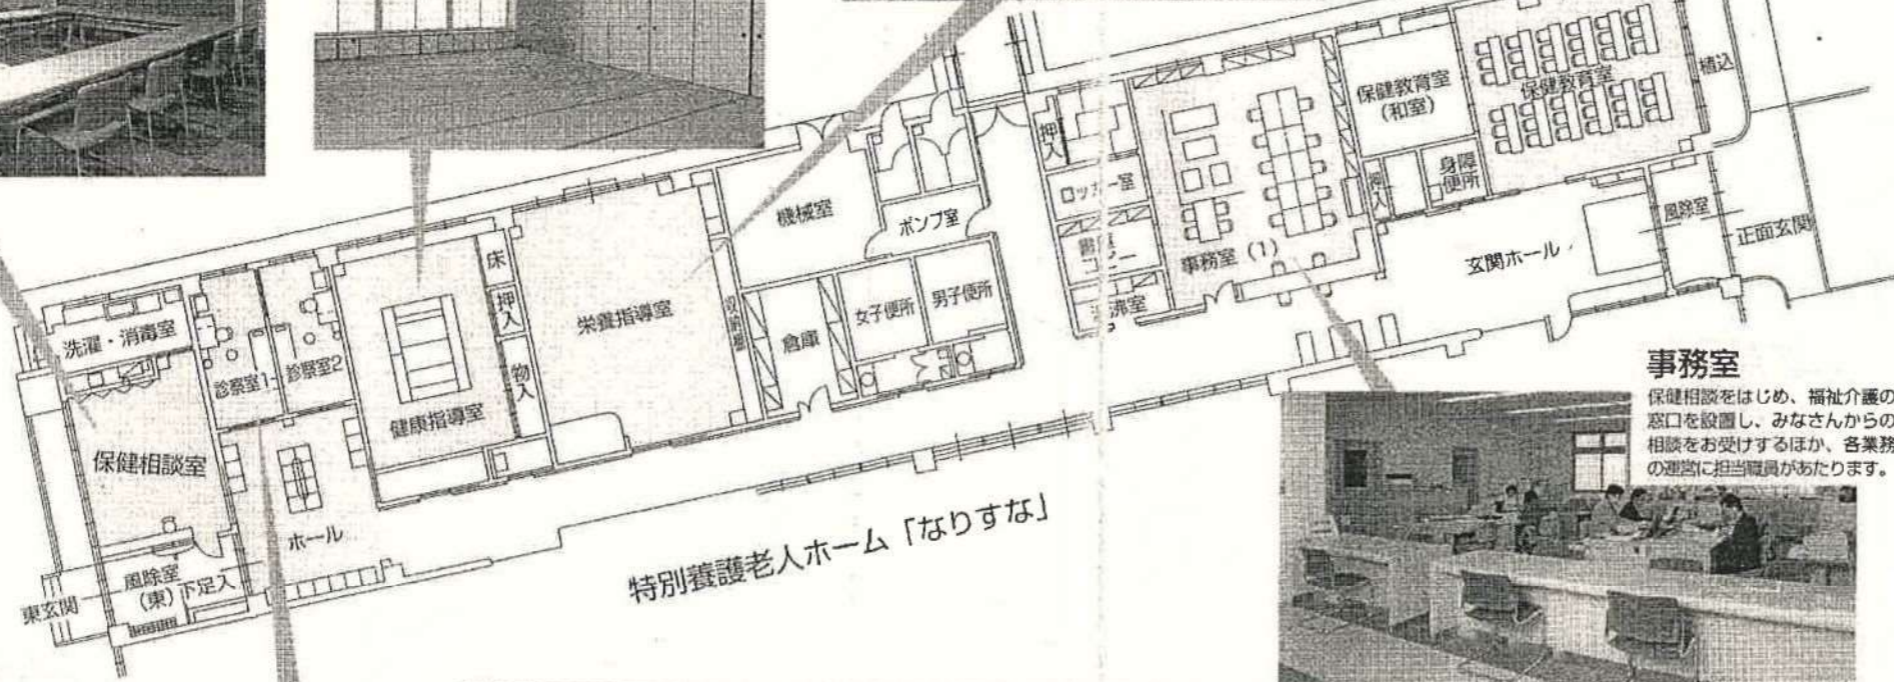 洗濯・消毒室
診察室1
診察室2
保健相談室
風除室
(東)
下足入
東玄関
ホール
健康指導室
床
押入
物入
栄養指導室
収納棚
機械室
ポンプ室
倉庫
女子便所
男子便所
押入
ロッカー室
事務室 (1)
保健教育室
(和室)
押入
身障
便所
保健教育室
植込
玄関ホール
風除室
正面玄関
特別養護老人ホーム「なりすな」
事務室
保健相談をはじめ、福祉介護の
窓口を設置し、みなさんからの
相談をお受けするほか、各業務
の運営に担当職員があたります。